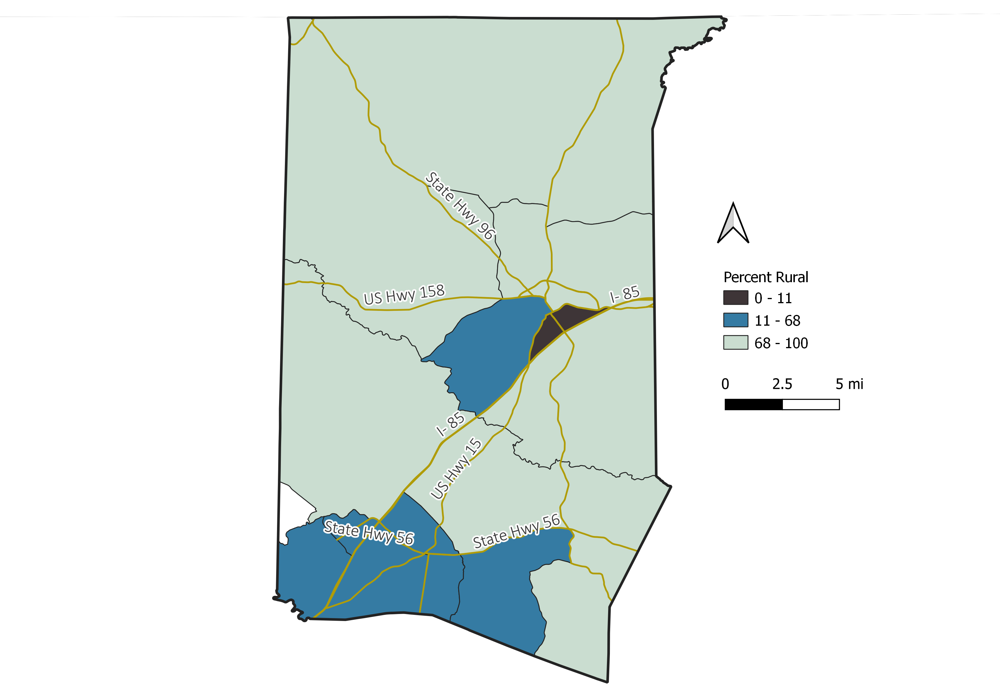 State Hwy 96
US Hwy 158
I- 85
I- 85
US Hwy 15
State Hwy 56
State Hwy 56
Percent Rural
0 - 11
11 - 68
68 - 100
0 2.5 5 mi